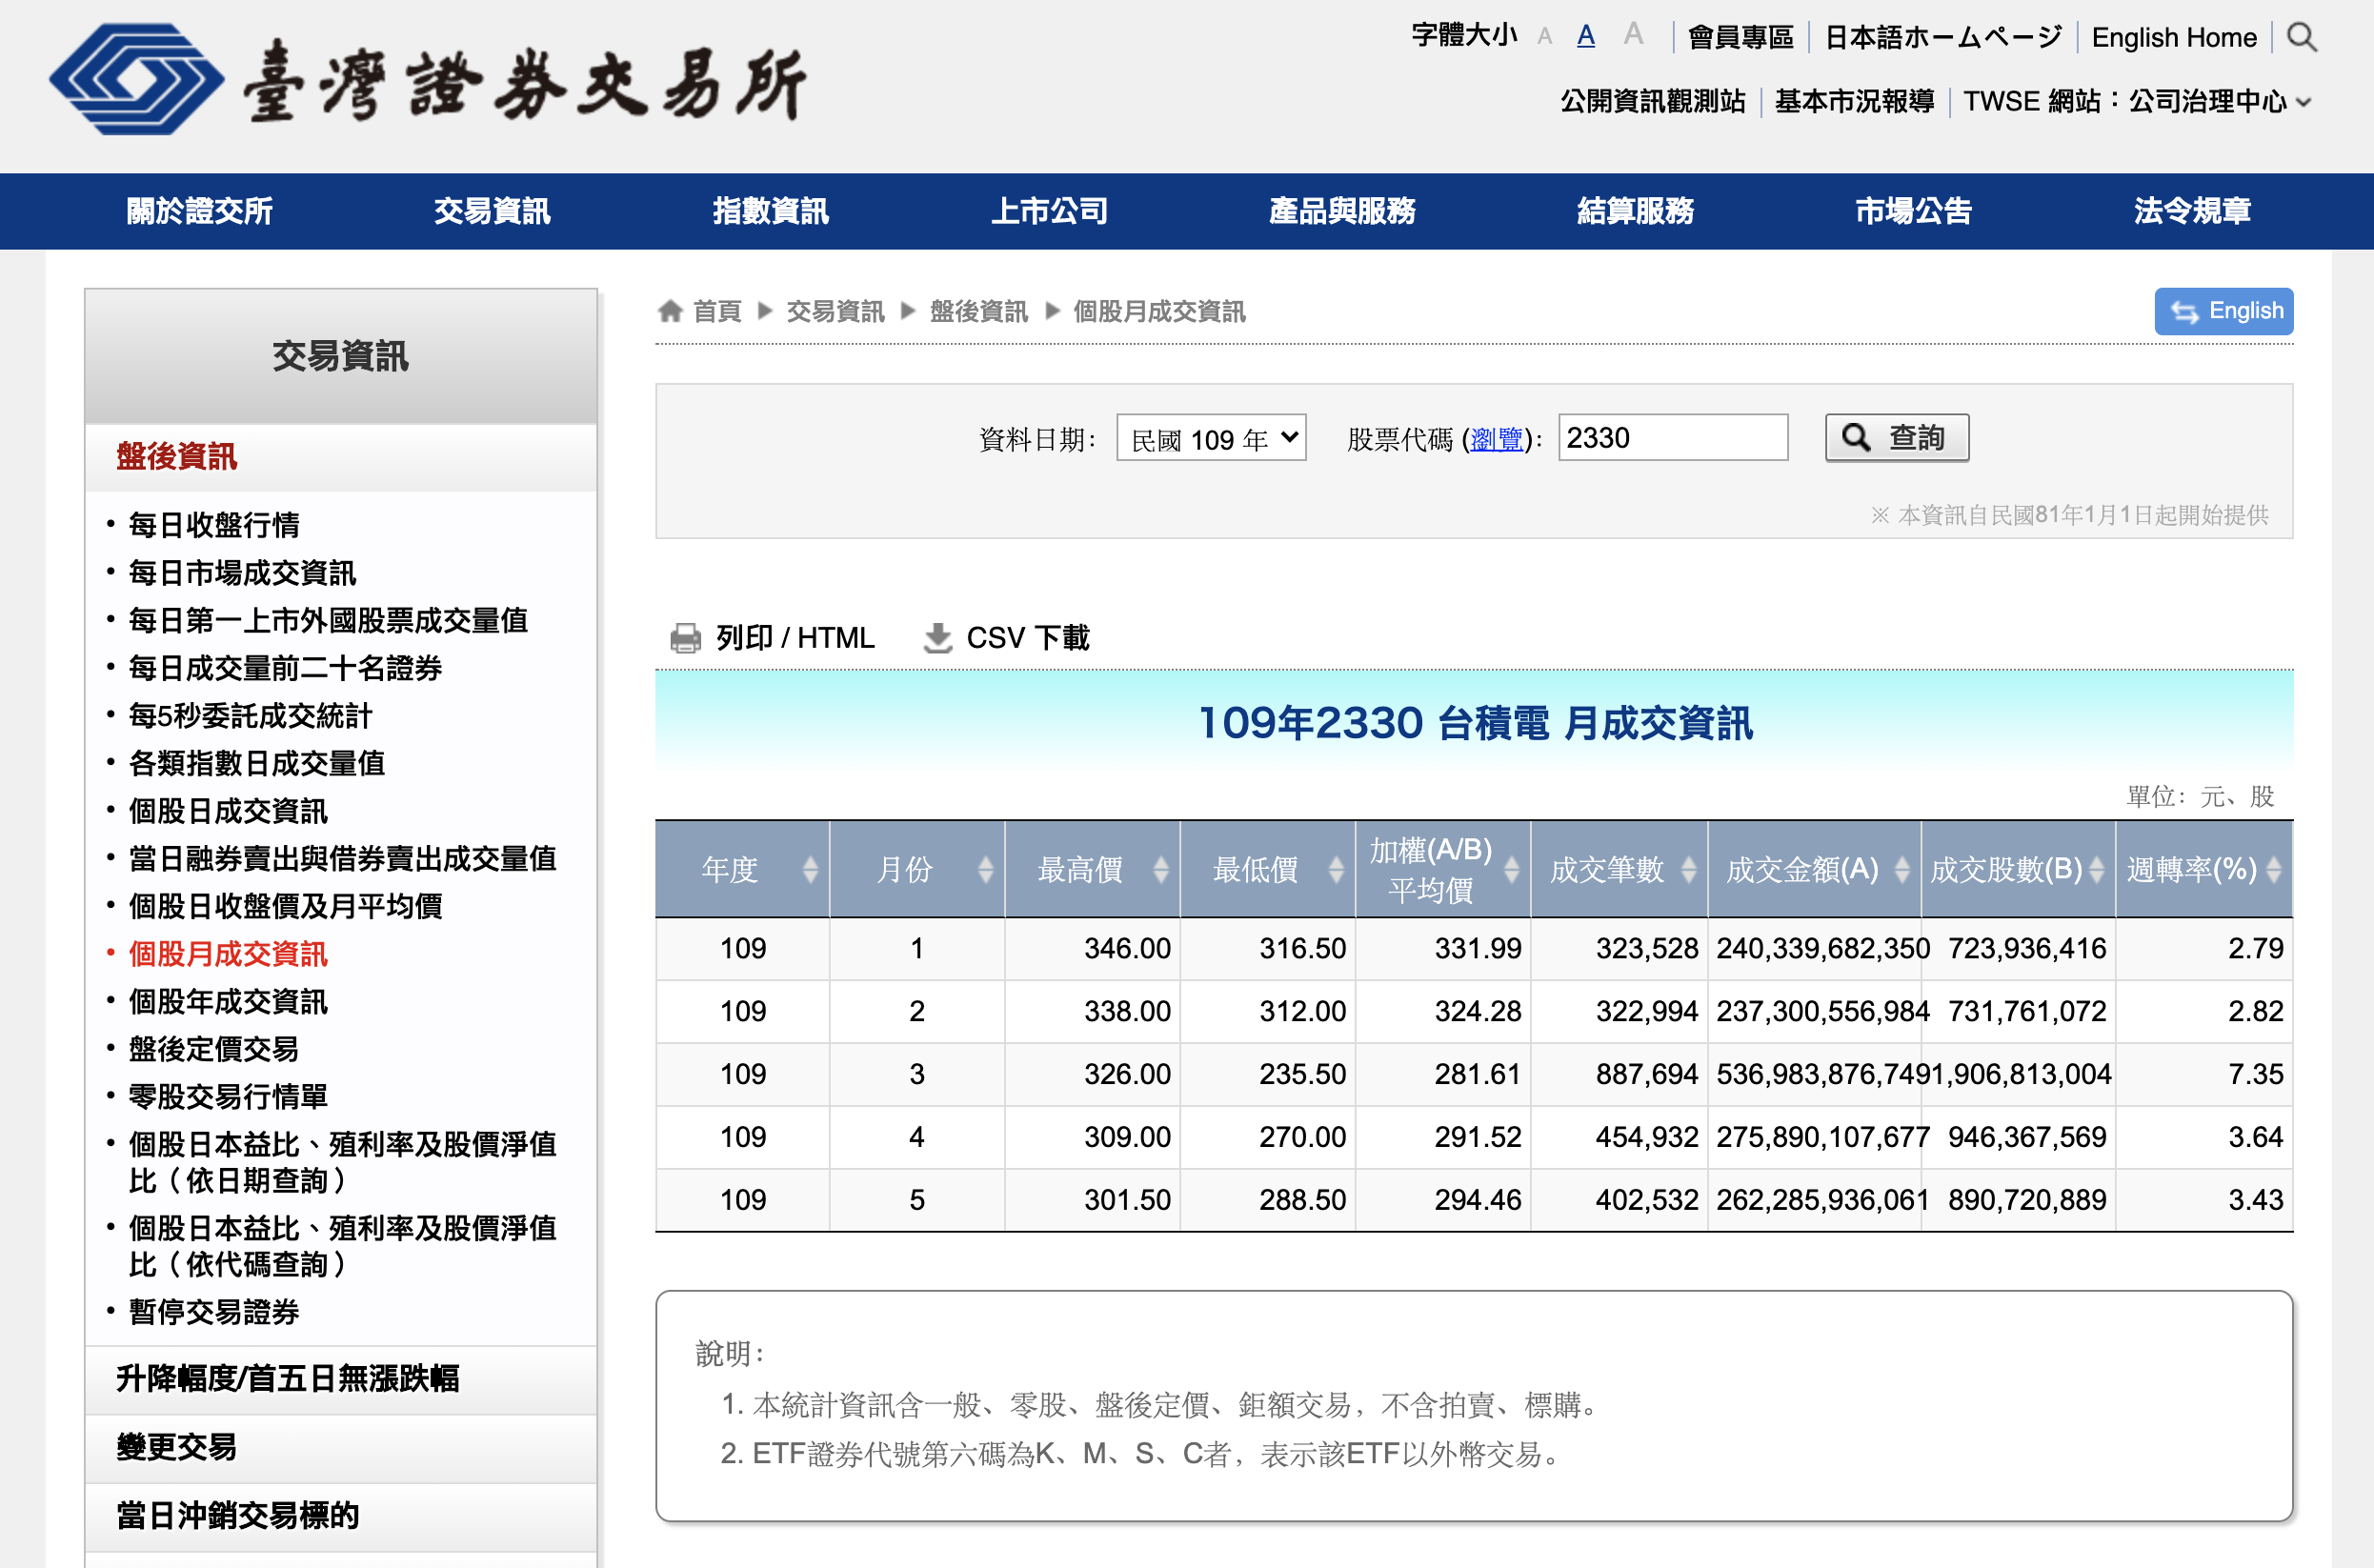 臺灣證券交易所
字體大小 A A A 會員專區 日本語ホームページ English Home
公開資訊觀測站 基本市況報導 TWSE 網站：公司治理中心
關於證交所 交易資訊 指數資訊 上市公司 產品與服務 結算服務 市場公告 法令規章
交易資訊
盤後資訊
• 每日收盤行情
• 每日市場成交資訊
• 每日第一上市外國股票成交量值
• 每日成交量前二十名證券
• 每5秒委託成交統計
• 各類指數日成交量值
• 個股日成交資訊
• 當日融券賣出與借券賣出成交量值
• 個股日收盤價及月平均價
• 個股月成交資訊
• 個股年成交資訊
• 盤後定價交易
• 零股交易行情單
• 個股日本益比、殖利率及股價淨值
比（依日期查詢）
• 個股日本益比、殖利率及股價淨值
比（依代碼查詢）
• 暫停交易證券
升降幅度/首五日無漲跌幅
變更交易
當日沖銷交易標的
首頁 交易資訊 盤後資訊 個股月成交資訊 English
資料日期： 民國 109 年 股票代碼 (瀏覽)： 2330 查詢
※ 本資訊自民國81年1月1日起開始提供
列印 / HTML CSV 下載
109年2330 台積電 月成交資訊
單位：元、股
年度 月份 最高價 最低價 加權(A/B) 平均價 成交筆數 成交金額(A) 成交股數(B) 週轉率(%)
109 1 346.00 316.50 331.99 323,528 240,339,682,350 723,936,416 2.79
109 2 338.00 312.00 324.28 322,994 237,300,556,984 731,761,072 2.82
109 3 326.00 235.50 281.61 887,694 536,983,876,749 1,906,813,004 7.35
109 4 309.00 270.00 291.52 454,932 275,890,107,677 946,367,569 3.64
109 5 301.50 288.50 294.46 402,532 262,285,936,061 890,720,889 3.43
說明：
1. 本統計資訊含一般、零股、盤後定價、鉅額交易，不含拍賣、標購。
2. ETF證券代號第六碼為K、M、S、C者，表示該ETF以外幣交易。